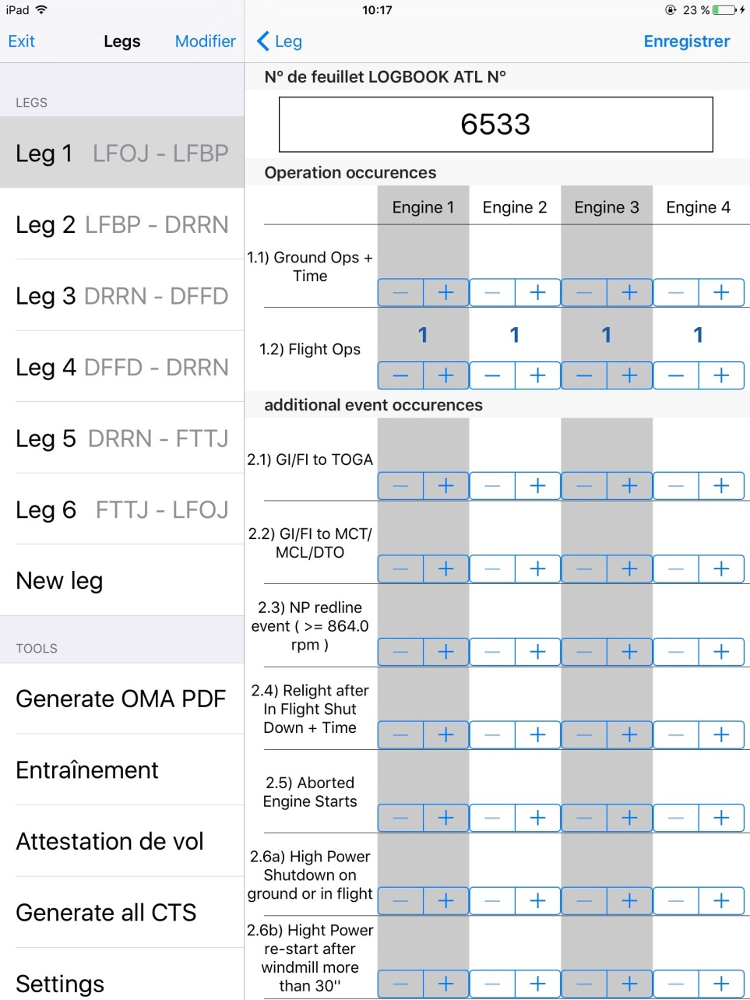 iPad 10:17 23 %
Exit Legs Modifier
Leg Enregistrer
LEGS
Leg 1 LFOJ - LFBP
Leg 2 LFBP - DRRN
Leg 3 DRRN - DFFD
Leg 4 DFFD - DRRN
Leg 5 DRRN - FTTJ
Leg 6 FTTJ - LFOJ
New leg
TOOLS
Generate OMA PDF
Entraînement
Attestation de vol
Generate all CTS
Settings
N° de feuillet LOGBOOK ATL N°
6533
Operation occurences
Engine 1 Engine 2 Engine 3 Engine 4
1.1) Ground Ops +
Time
− + − + − + − +
1 1 1 1
1.2) Flight Ops
− + − + − + − +
additional event occurences
2.1) GI/FI to TOGA
− + − + − + − +
2.2) GI/FI to MCT/
MCL/DTO
− + − + − + − +
2.3) NP redline
event ( >= 864.0
rpm )
− + − + − + − +
2.4) Relight after
In Flight Shut
Down + Time
− + − + − + − +
2.5) Aborted
Engine Starts
− + − + − + − +
2.6a) High Power
Shutdown on
ground or in flight
− + − + − + − +
2.6b) Hight Power
re-start after
windmill more
than 30''
− + − + − + − +